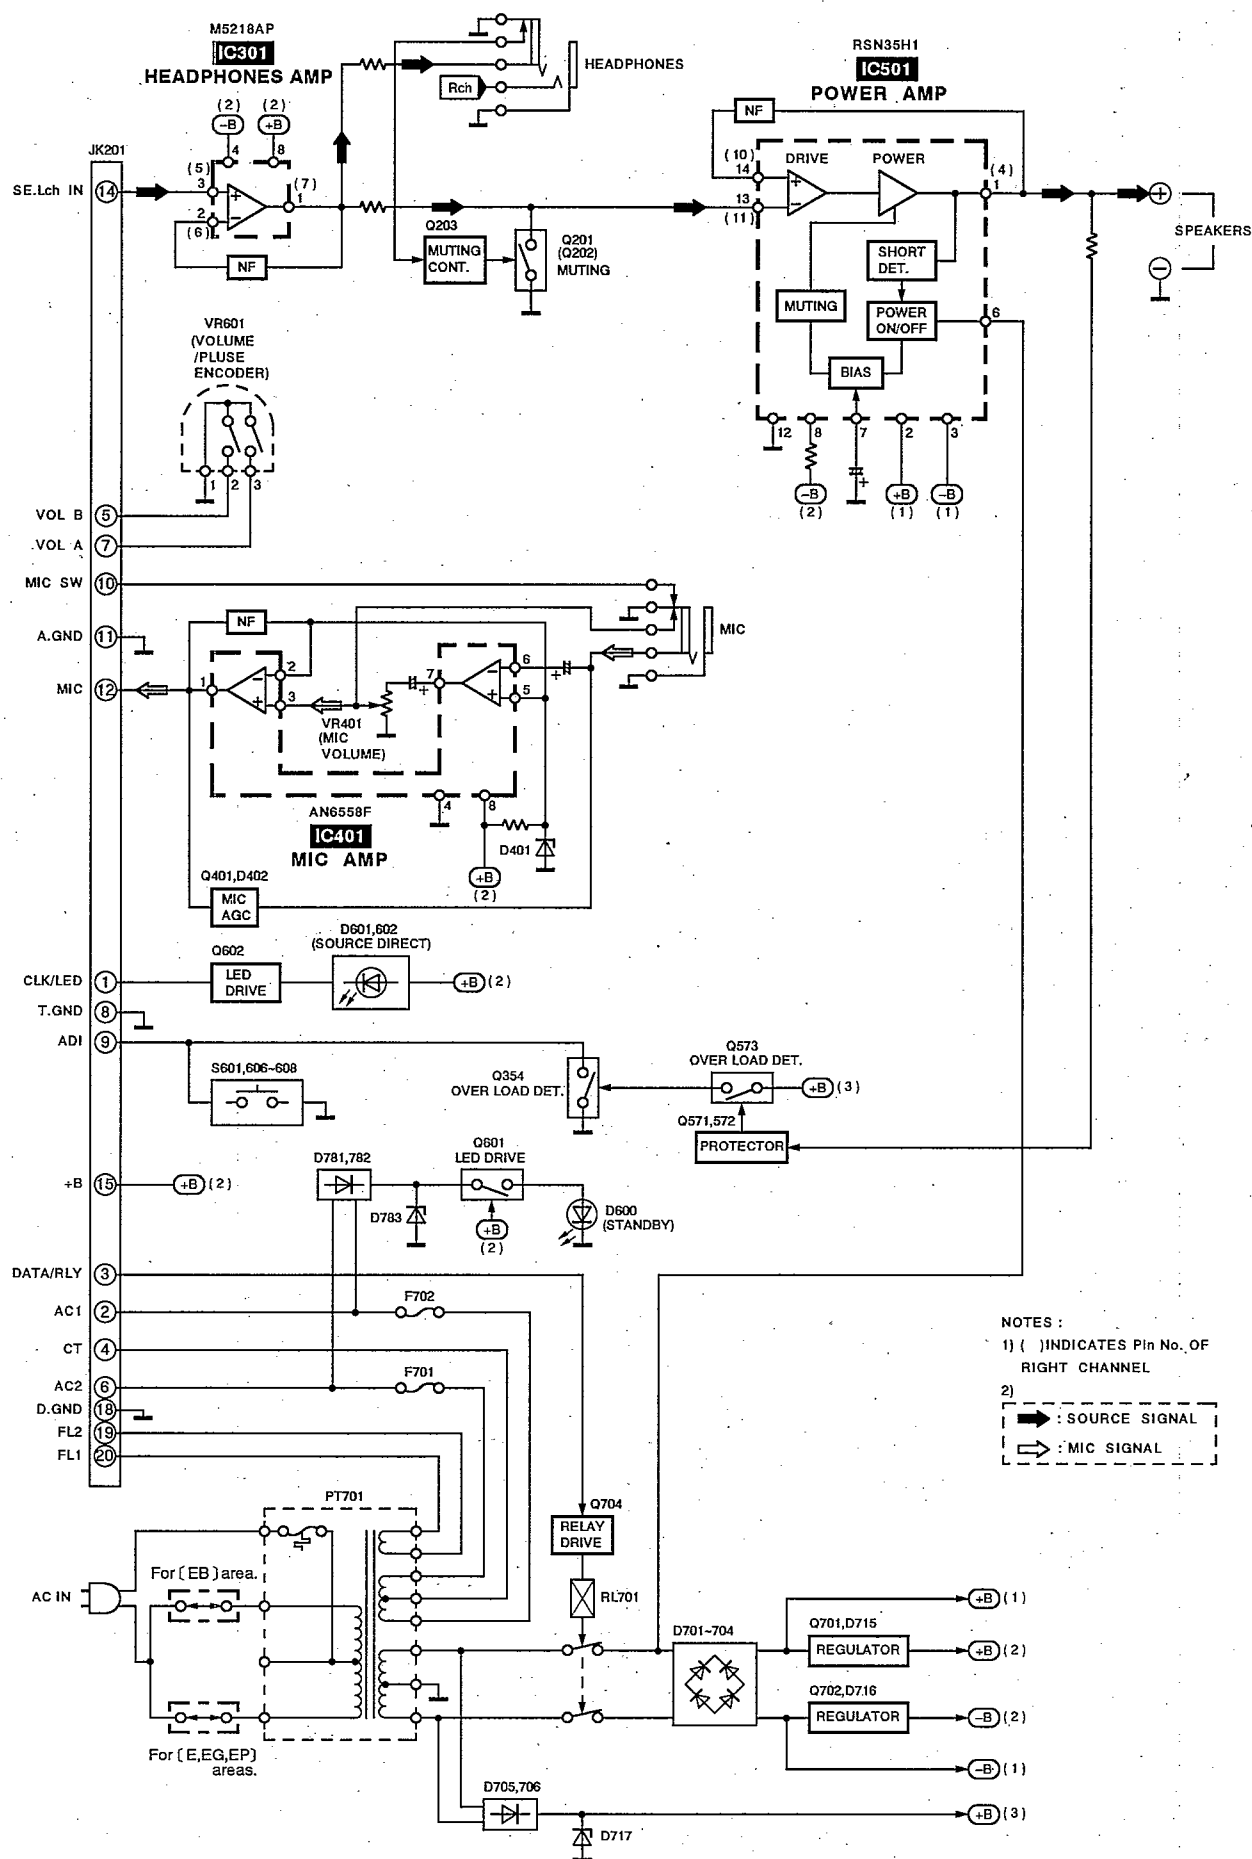 M5218AP
IC301
HEADPHONES AMP
(2)
-B
4
(2)
+B
8
JK201
SE.Lch IN
14
(5)
3
+
2
-
(6)
(7)
1
NF
Rch
HEADPHONES
Q203
MUTING
CONT.
Q201
(Q202)
MUTING
RSN35H1
IC501
POWER AMP
NF
(10)
14
DRIVE
POWER
+
-
13
(11)
(4)
1
SHORT
DET.
MUTING
POWER
ON/OFF
6
BIAS
12
8
7
2
3
+
-B
(2)
+B
(1)
-B
(1)
+
SPEAKERS
-
VR601
(VOLUME
/PLUSE
ENCODER)
1
2
3
VOL B
5
VOL A
7
MIC SW
10
A.GND
11
MIC
12
NF
1
-
2
+
3
VR401
(MIC
VOLUME)
+
7
-
6
+
5
+
MIC
4
8
AN6558F
IC401
MIC AMP
D401
+B
(2)
Q401,D402
MIC
AGC
D601,602
(SOURCE DIRECT)
Q602
LED
DRIVE
CLK/LED
1
+B
(2)
T.GND
8
ADI
9
S601,606~608
Q354
OVER LOAD DET.
Q573
OVER LOAD DET.
+B
(3)
Q571,572
PROTECTOR
+B
15
+B
(2)
D781,782
D783
Q601
LED DRIVE
+B
(2)
D600
(STANDBY)
DATA/RLY
3
AC1
2
F702
CT
4
AC2
6
F701
D.GND
18
FL2
19
FL1
20
NOTES :
1) ( )INDICATES Pin No. OF
RIGHT CHANNEL
2)
: SOURCE SIGNAL
: MIC SIGNAL
PT701
AC IN
For [EB] area.
For [E,EG,EP]
areas.
Q704
RELAY
DRIVE
RL701
D701~704
+B
(1)
Q701,D715
REGULATOR
+B
(2)
Q702,D716
REGULATOR
-B
(2)
-B
(1)
D705,706
+B
(3)
D717